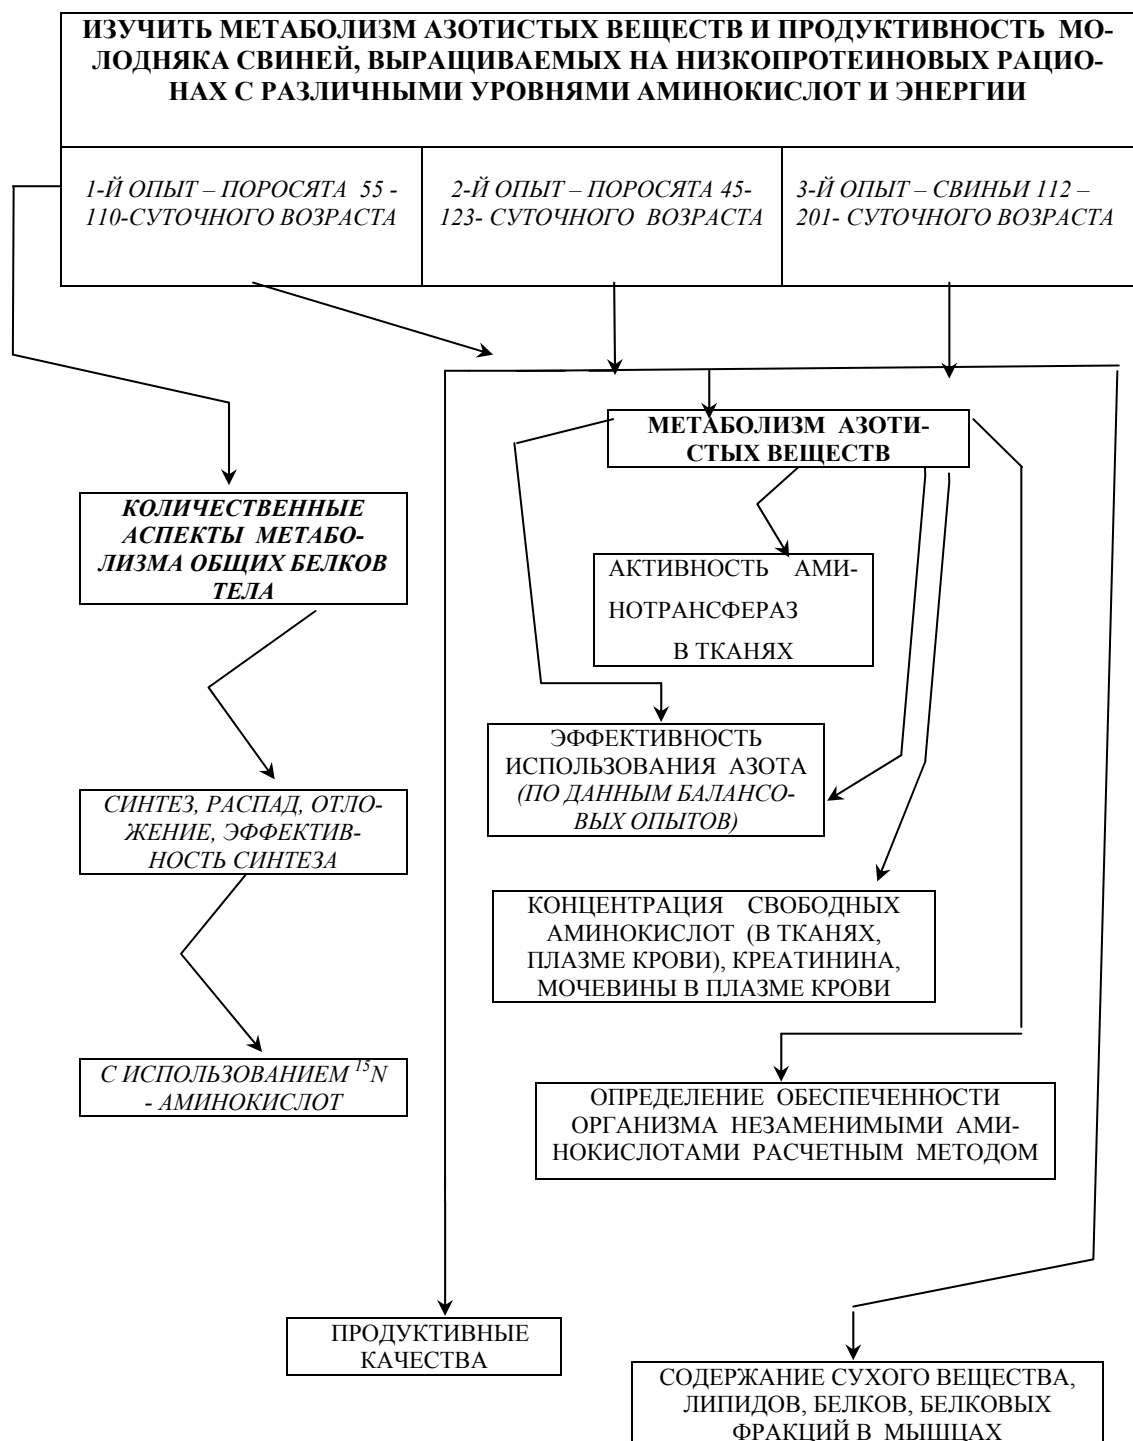 ИЗУЧИТЬ МЕТАБОЛИЗМ АЗОТИСТЫХ ВЕЩЕСТВ И ПРОДУКТИВНОСТЬ МО-
ЛОДНЯКА СВИНЕЙ, ВЫРАЩИВАЕМЫХ НА НИЗКОПРОТЕИНОВЫХ РАЦИО-
НАХ С РАЗЛИЧНЫМИ УРОВНЯМИ АМИНОКИСЛОТ И ЭНЕРГИИ
1-Й ОПЫТ – ПОРОСЯТА 55 -
110-СУТОЧНОГО ВОЗРАСТА
2-Й ОПЫТ – ПОРОСЯТА 45-
123- СУТОЧНОГО ВОЗРАСТА
3-Й ОПЫТ – СВИНЬИ 112 –
201- СУТОЧНОГО ВОЗРАСТА
МЕТАБОЛИЗМ АЗОТИ-
СТЫХ ВЕЩЕСТВ
КОЛИЧЕСТВЕННЫЕ
АСПЕКТЫ МЕТАБО-
ЛИЗМА ОБЩИХ БЕЛКОВ
ТЕЛА
АКТИВНОСТЬ АМИ-
НОТРАНСФЕРАЗ
В ТКАНЯХ
ЭФФЕКТИВНОСТЬ
ИСПОЛЬЗОВАНИЯ АЗОТА
(ПО ДАННЫМ БАЛАНСО-
ВЫХ ОПЫТОВ)
СИНТЕЗ, РАСПАД, ОТЛО-
ЖЕНИЕ, ЭФФЕКТИВ-
НОСТЬ СИНТЕЗА
КОНЦЕНТРАЦИЯ СВОБОДНЫХ
АМИНОКИСЛОТ (В ТКАНЯХ,
ПЛАЗМЕ КРОВИ), КРЕАТИНИНА,
МОЧЕВИНЫ В ПЛАЗМЕ КРОВИ
С ИСПОЛЬЗОВАНИЕМ ¹⁵N
- АМИНОКИСЛОТ
ОПРЕДЕЛЕНИЕ ОБЕСПЕЧЕННОСТИ
ОРГАНИЗМА НЕЗАМЕНИМЫМИ АМИ-
НОКИСЛОТАМИ РАСЧЕТНЫМ МЕТОДОМ
ПРОДУКТИВНЫЕ
КАЧЕСТВА
СОДЕРЖАНИЕ СУХОГО ВЕЩЕСТВА,
ЛИПИДОВ, БЕЛКОВ, БЕЛКОВЫХ
ФРАКЦИЙ В МЫШЦАХ